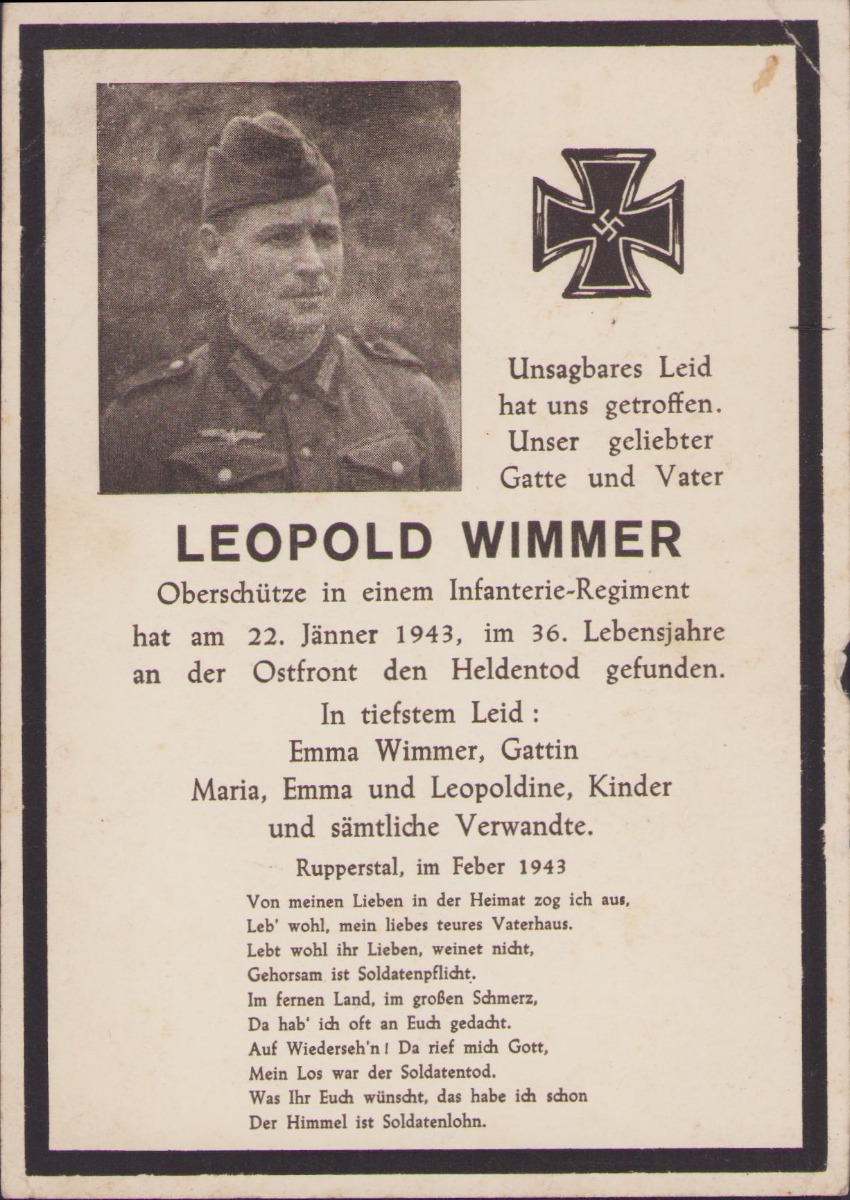 Unsagbares Leid
hat uns getroffen.
Unser geliebter
Gatte und Vater
LEOPOLD WIMMER
Oberschütze in einem Infanterie-Regiment
hat am 22. Jänner 1943, im 36. Lebensjahre
an der Ostfront den Heldentod gefunden.
In tiefstem Leid :
Emma Wimmer, Gattin
Maria, Emma und Leopoldine, Kinder
und sämtliche Verwandte.
Rupperstal, im Feber 1943
Von meinen Lieben in der Heimat zog ich aus,
Leb' wohl, mein liebes teures Vaterhaus.
Lebt wohl ihr Lieben, weinet nicht,
Gehorsam ist Soldatenpflicht.
Im fernen Land, im großen Schmerz,
Da hab' ich oft an Euch gedacht.
Auf Wiederseh'n! Da rief mich Gott,
Mein Los war der Soldatentod.
Was Ihr Euch wünscht, das habe ich schon
Der Himmel ist Soldatenlohn.